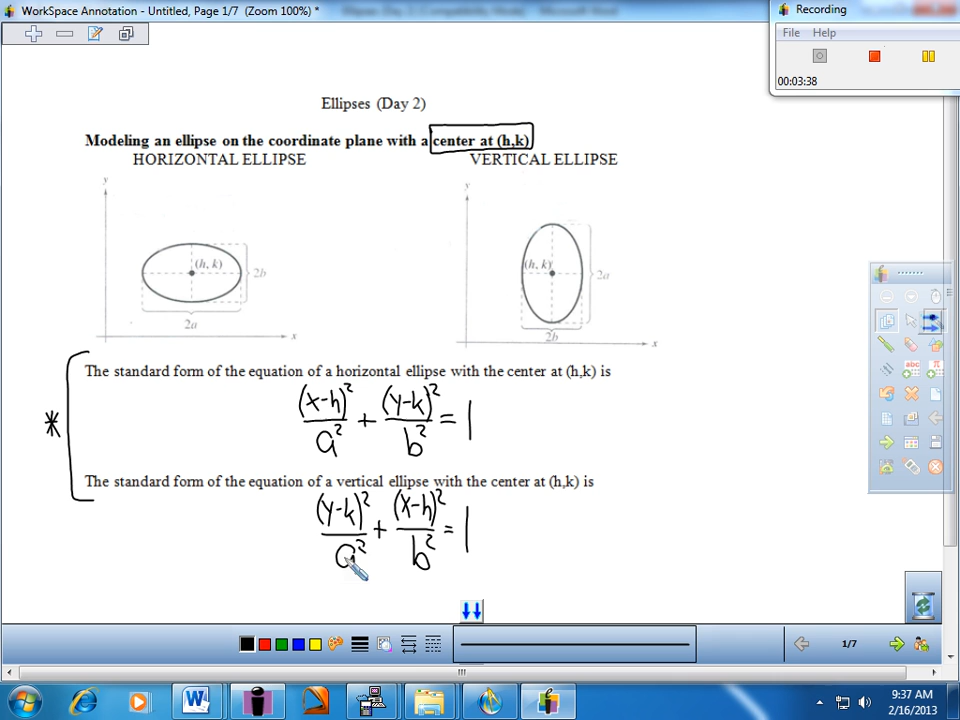 WorkSpace Annotation - Untitled, Page 1/7 (Zoom 100%) *
Recording
File Help
00:03:38
Ellipses (Day 2)
Modeling an ellipse on the coordinate plane with a center at (h,k)
HORIZONTAL ELLIPSE VERTICAL ELLIPSE
y
(h, k)
2b
2a
x
y
(h, k)
2a
2b
x
The standard form of the equation of a horizontal ellipse with the center at (h,k) is
(x-h)²/a² + (y-k)²/b² = 1
*
The standard form of the equation of a vertical ellipse with the center at (h,k) is
(y-k)²/a² + (x-h)²/b² = 1
1/7
9:37 AM
2/16/2013